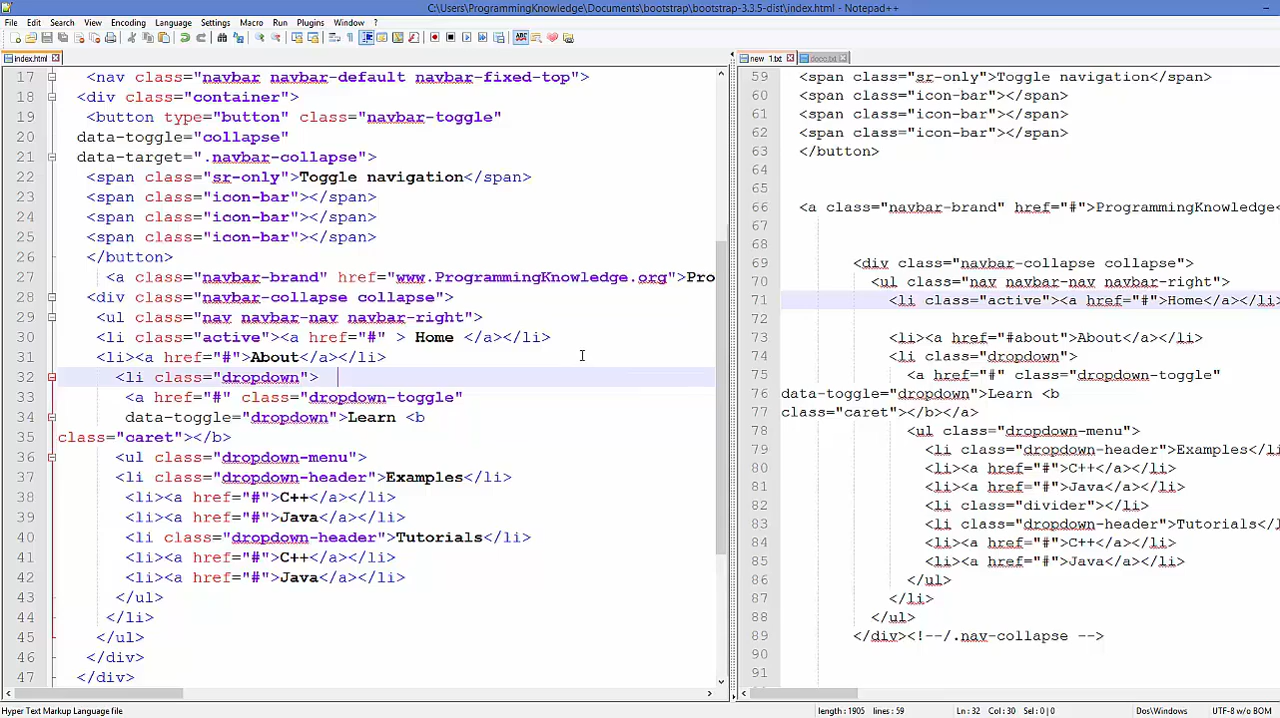 C:\Users\ProgrammingKnowledge\Documents\bootstrap\bootstrap-3.3.5-dist\index.html - Notepad++
File Edit Search View Encoding Language Settings Macro Run Plugins Window ?
index.html
17 <nav class="navbar navbar-default navbar-fixed-top">
18 <div class="container">
19 <button type="button" class="navbar-toggle"
20 data-toggle="collapse"
21 data-target=".navbar-collapse">
22 <span class="sr-only">Toggle navigation</span>
23 <span class="icon-bar"></span>
24 <span class="icon-bar"></span>
25 <span class="icon-bar"></span>
26 </button>
27 <a class="navbar-brand" href="www.ProgrammingKnowledge.org">Pro
28 <div class="navbar-collapse collapse">
29 <ul class="nav navbar-nav navbar-right">
30 <li class="active"><a href="#" > Home </a></li>
31 <li><a href="#">About</a></li>
32 <li class="dropdown">
33 <a href="#" class="dropdown-toggle"
34 data-toggle="dropdown">Learn <b
35 class="caret"></b>
36 <ul class="dropdown-menu">
37 <li class="dropdown-header">Examples</li>
38 <li><a href="#">C++</a></li>
39 <li><a href="#">Java</a></li>
40 <li class="dropdown-header">Tutorials</li>
41 <li><a href="#">C++</a></li>
42 <li><a href="#">Java</a></li>
43 </ul>
44 </li>
45 </ul>
46 </div>
47 </div>
new 1.txt
59 <span class="sr-only">Toggle navigation</span>
60 <span class="icon-bar"></span>
61 <span class="icon-bar"></span>
62 <span class="icon-bar"></span>
63 </button>
64
65
66 <a class="navbar-brand" href="#">ProgrammingKnowledge<
67
68
69 <div class="navbar-collapse collapse">
70 <ul class="nav navbar-nav navbar-right">
71 <li class="active"><a href="#">Home</a></li>
72
73 <li><a href="#about">About</a></li>
74 <li class="dropdown">
75 <a href="#" class="dropdown-toggle"
76 data-toggle="dropdown">Learn <b
77 class="caret"></b></a>
78 <ul class="dropdown-menu">
79 <li class="dropdown-header">Examples</l
80 <li><a href="#">C++</a></li>
81 <li><a href="#">Java</a></li>
82 <li class="divider"></li>
83 <li class="dropdown-header">Tutorials</
84 <li><a href="#">C++</a></li>
85 <li><a href="#">Java</a></li>
86 </ul>
87 </li>
88 </ul>
89 </div><!--/.nav-collapse -->
90
91
Hyper Text Markup Language file
length : 1905 lines : 59
Ln : 32 Col : 30 Sel : 0 | 0
Dos\Windows
UTF-8 w/o BOM